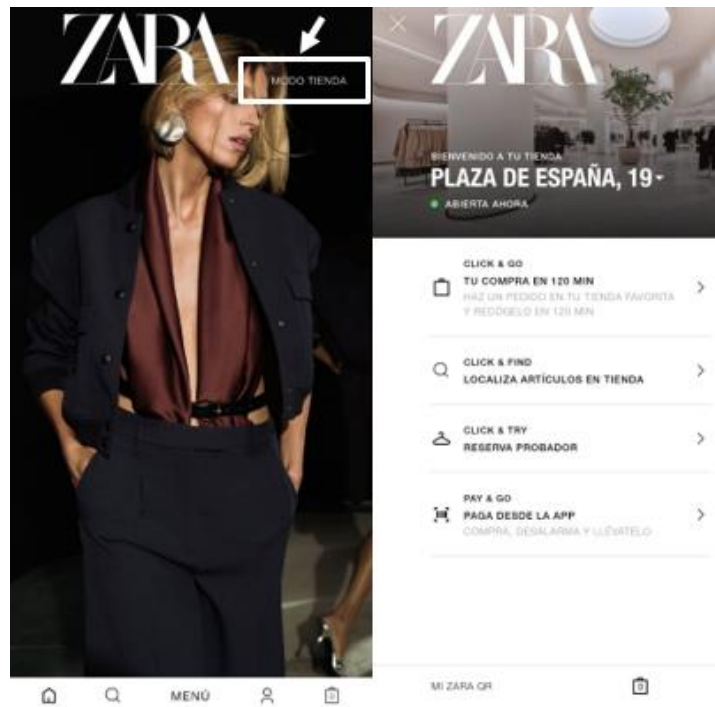 ZARA
MODO TIENDA
MENÚ
0
ZARA
BIENVENIDO A TU TIENDA
PLAZA DE ESPAÑA, 19
ABIERTA AHORA
CLICK & GO
TU COMPRA EN 120 MIN
HAZ UN PEDIDO EN TU TIENDA FAVORITA
Y RECÓGELO EN 120 MIN
CLICK & FIND
LOCALIZA ARTÍCULOS EN TIENDA
CLICK & TRY
RESERVA PROBADOR
PAY & GO
PAGA DESDE LA APP
COMPRA, DESALARMA Y LLÉVATELO
MI ZARA QR
0